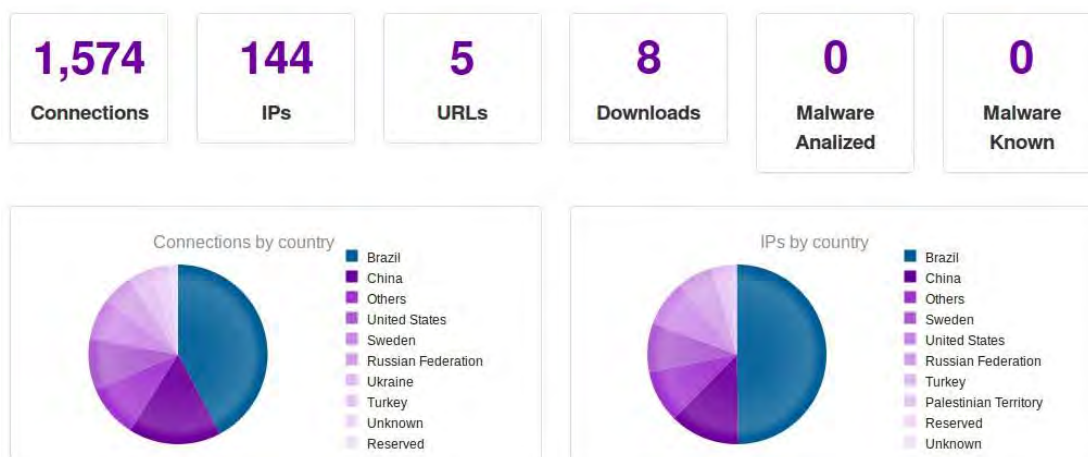 1,574
Connections
144
IPs
5
URLs
8
Downloads
0
Malware
Analized
0
Malware
Known
Connections by country
Brazil
China
Others
United States
Sweden
Russian Federation
Ukraine
Turkey
Unknown
Reserved
IPs by country
Brazil
China
Others
Sweden
United States
Russian Federation
Turkey
Palestinian Territory
Reserved
Unknown